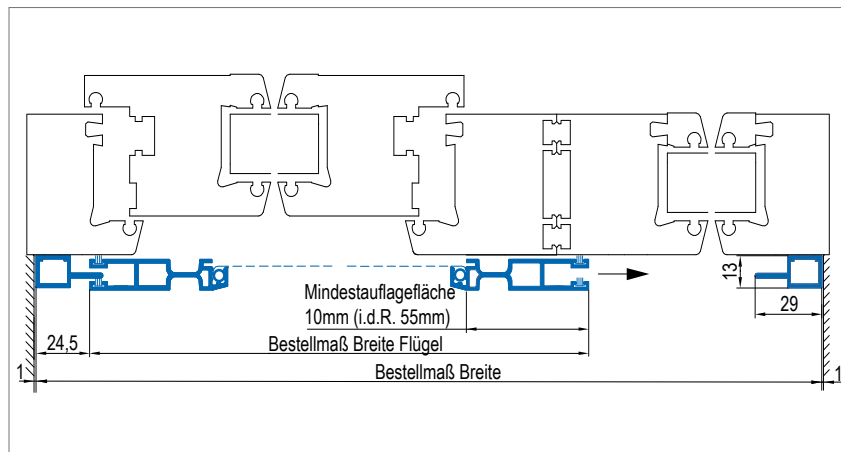 Mindestauflagefläche
10mm (i.d.R. 55mm)
13
29
24,5
Bestellmaß Breite Flügel
1
Bestellmaß Breite
1